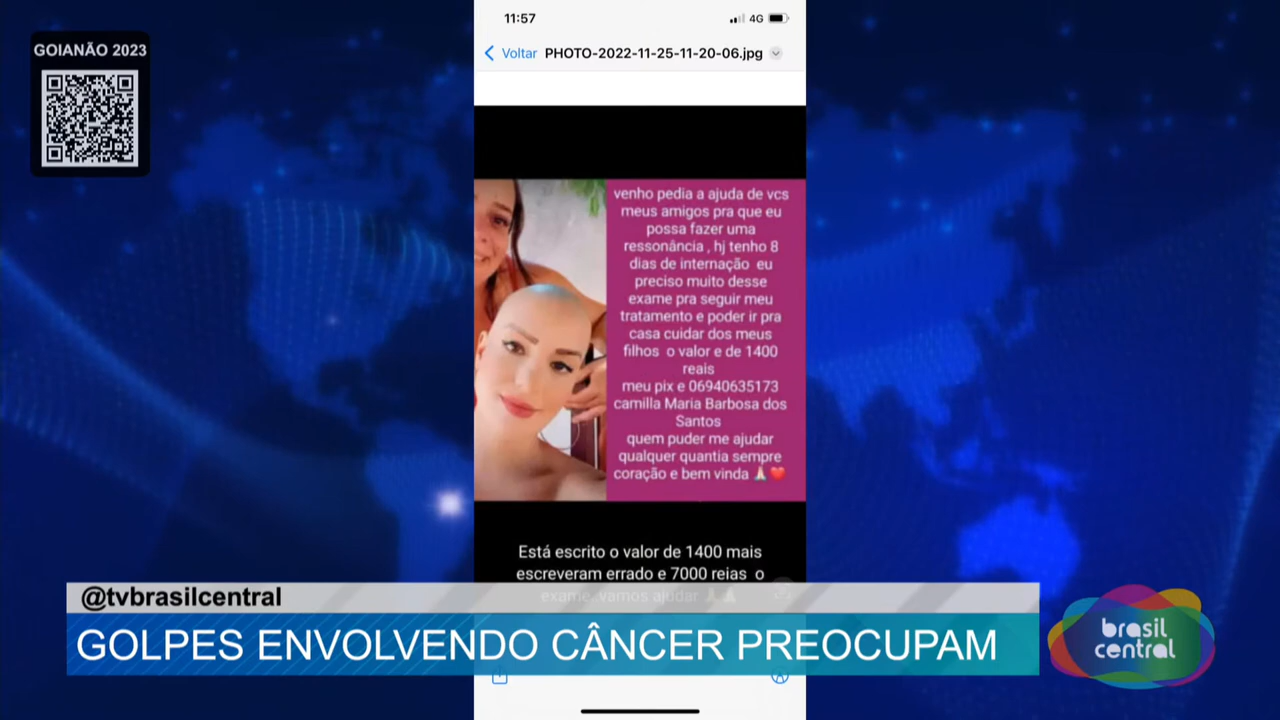 11:57
4G
GOIANÃO 2023
Voltar PHOTO-2022-11-25-11-20-06.jpg
venho pedia a ajuda de vcs
meus amigos pra que eu
possa fazer uma
ressonância , hj tenho 8
dias de internação eu
preciso muito desse
exame pra seguir meu
tratamento e poder ir pra
casa cuidar dos meus
filhos o valor e de 1400
reais
meu pix e 06940635173
camilla Maria Barbosa dos
Santos
quem puder me ajudar
qualquer quantia sempre
coração e bem vinda 🙏🏻❤️
Está escrito o valor de 1400 mais
escreveram errado e 7000 reias o
exame vamos ajudar 🙏🙏
@tvbrasilcentral
GOLPES ENVOLVENDO CÂNCER PREOCUPAM
brasil
central